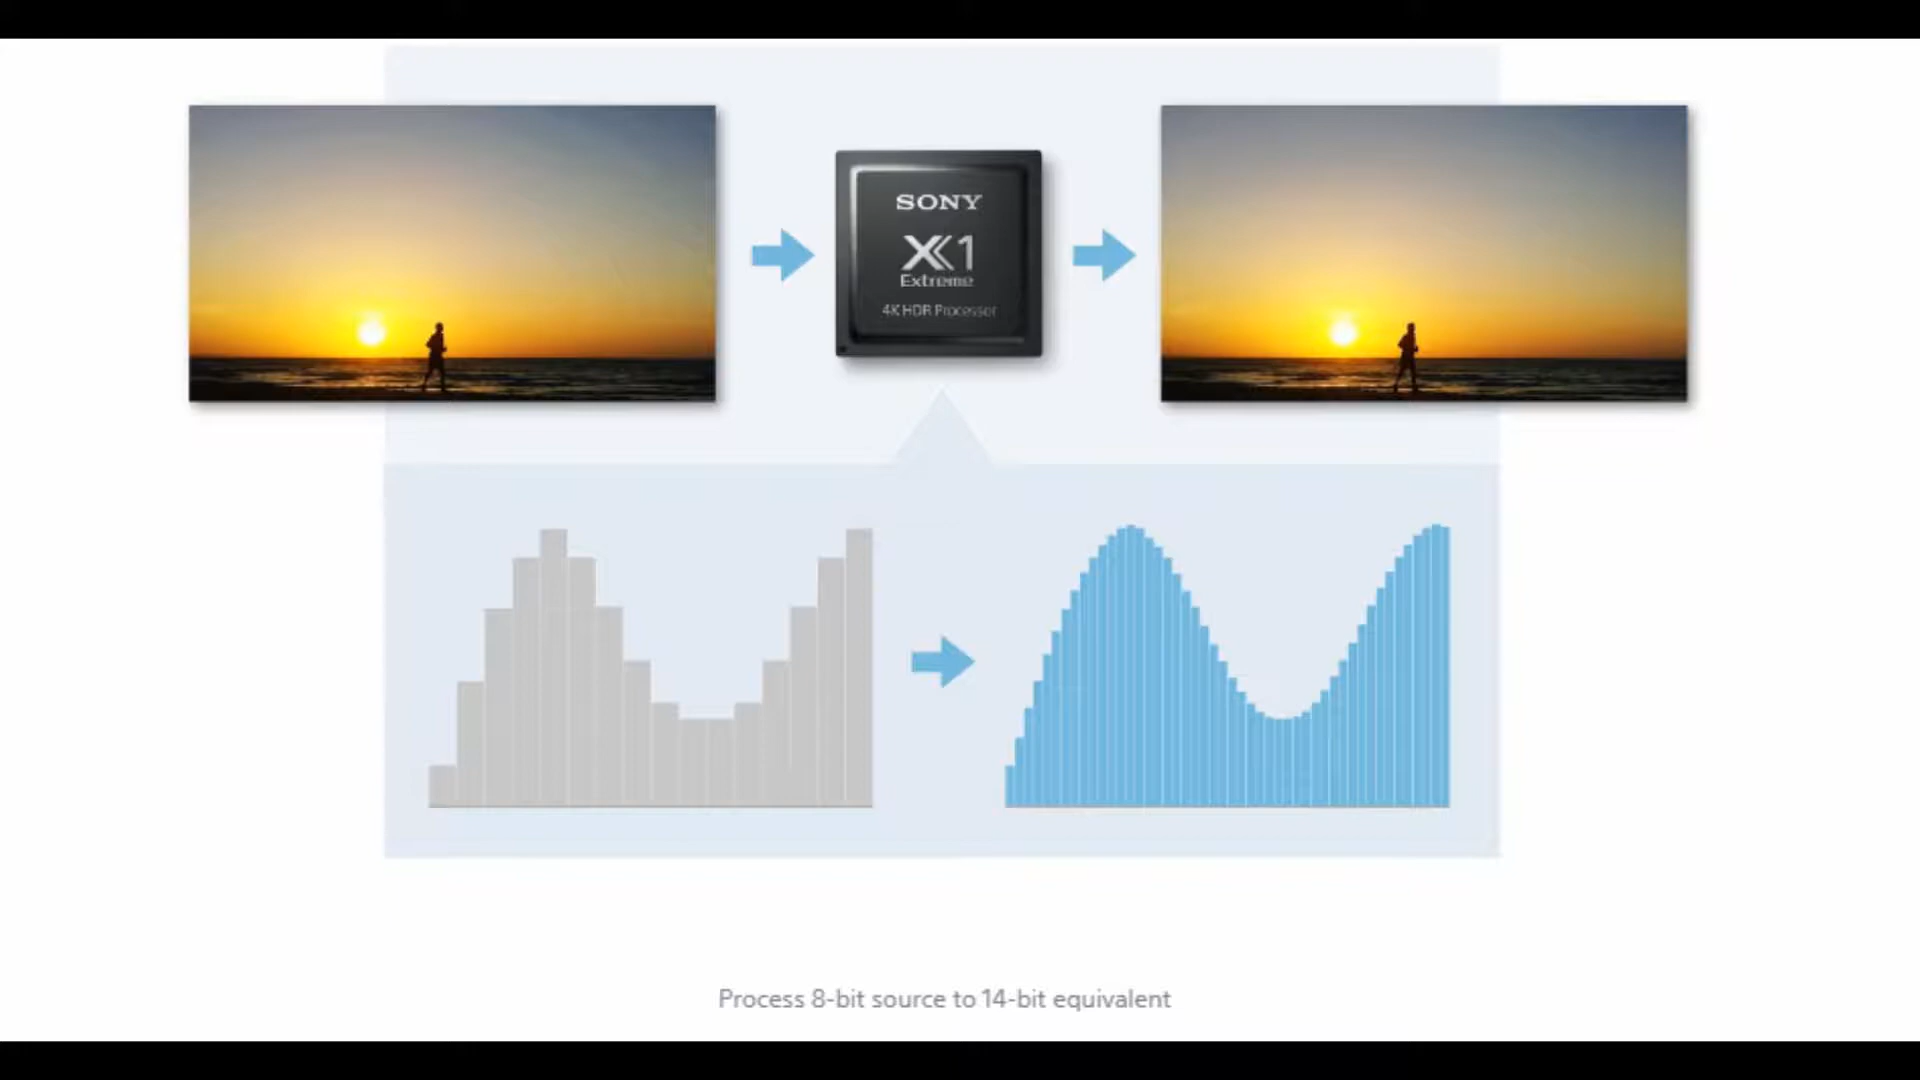 SONY
X1
Extreme
4K HDR Processor
Process 8-bit source to 14-bit equivalent